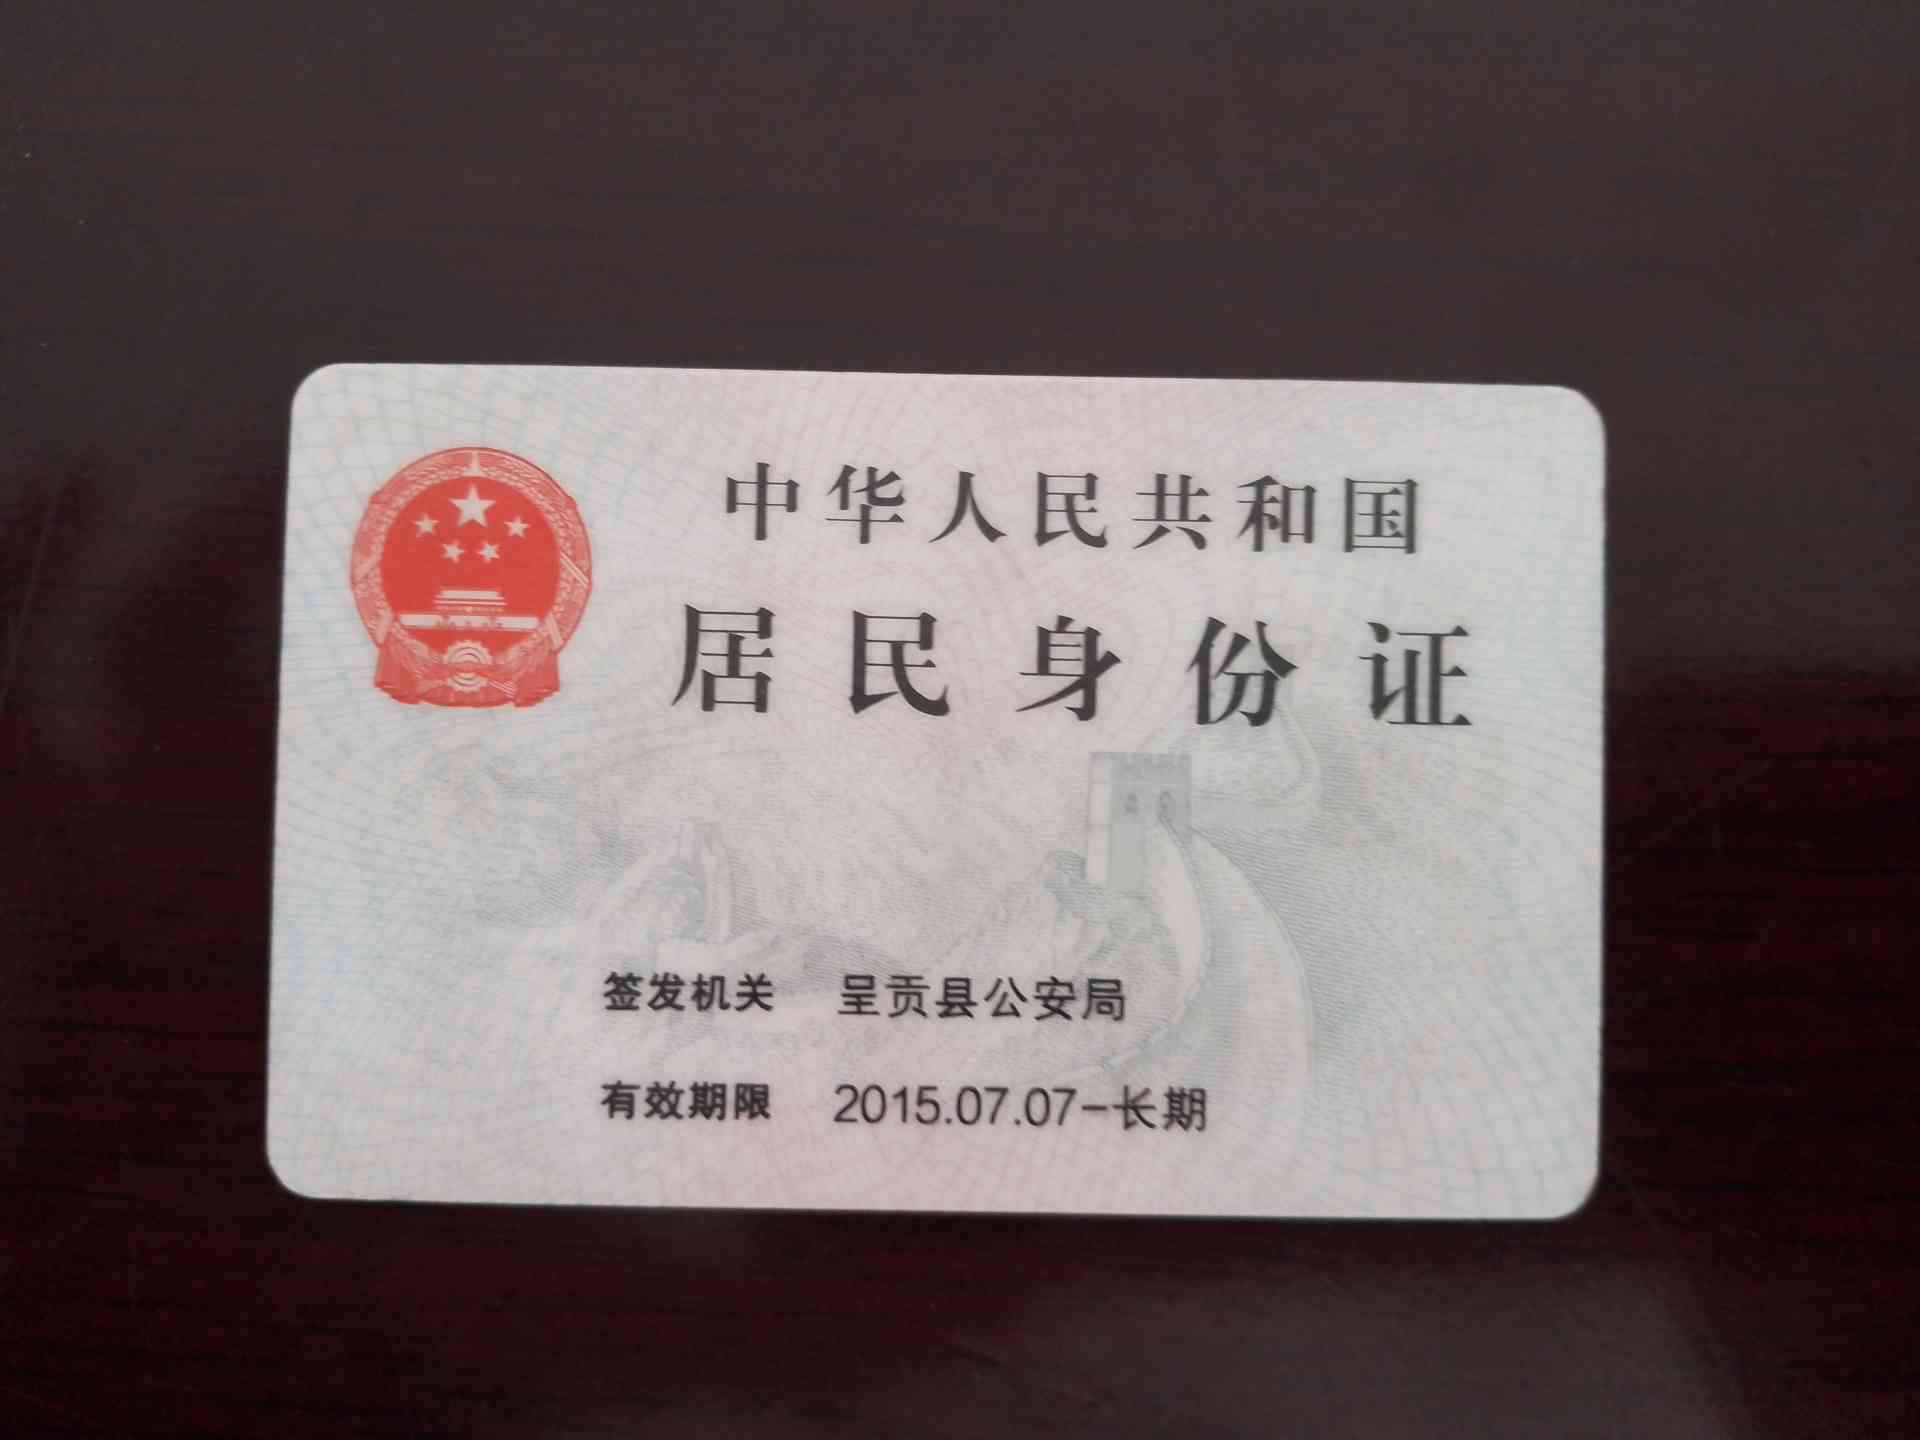 中华人民共和国
居民身份证
签发机关 呈贡县公安局
有效期限 2015.07.07-长期